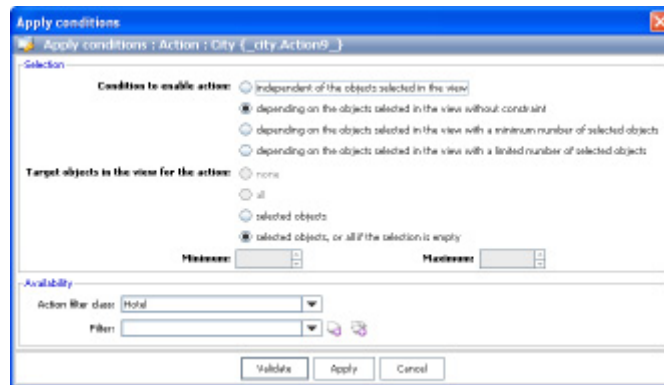 Apply conditions
Apply conditions : Action : City {_city.Action9_}
Selection
Condition to enable action: independent of the objects selected in the view
depending on the objects selected in the view without constraint
depending on the objects selected in the view with a minimum number of selected objects
depending on the objects selected in the view with a limited number of selected objects
Target objects in the view for the action: none
all
selected objects
selected objects, or all if the selection is empty
Minimum: Maximum:
Availability
Action filter class: Hotel
Filter:
Validate Apply Cancel